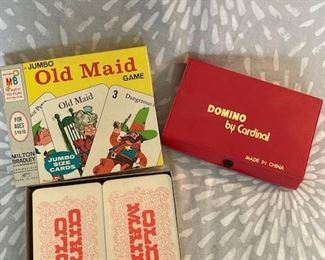 JUMBO
Old Maid
GAME
MB
FOR
AGES
Old Maid
3 Dangerous
MILTON
BRADLEY
JUMBO
SIZE
CARDS
DOMINO
by Cardinal
MADE IN CHINA
OLD
MAID
OLD
MAID